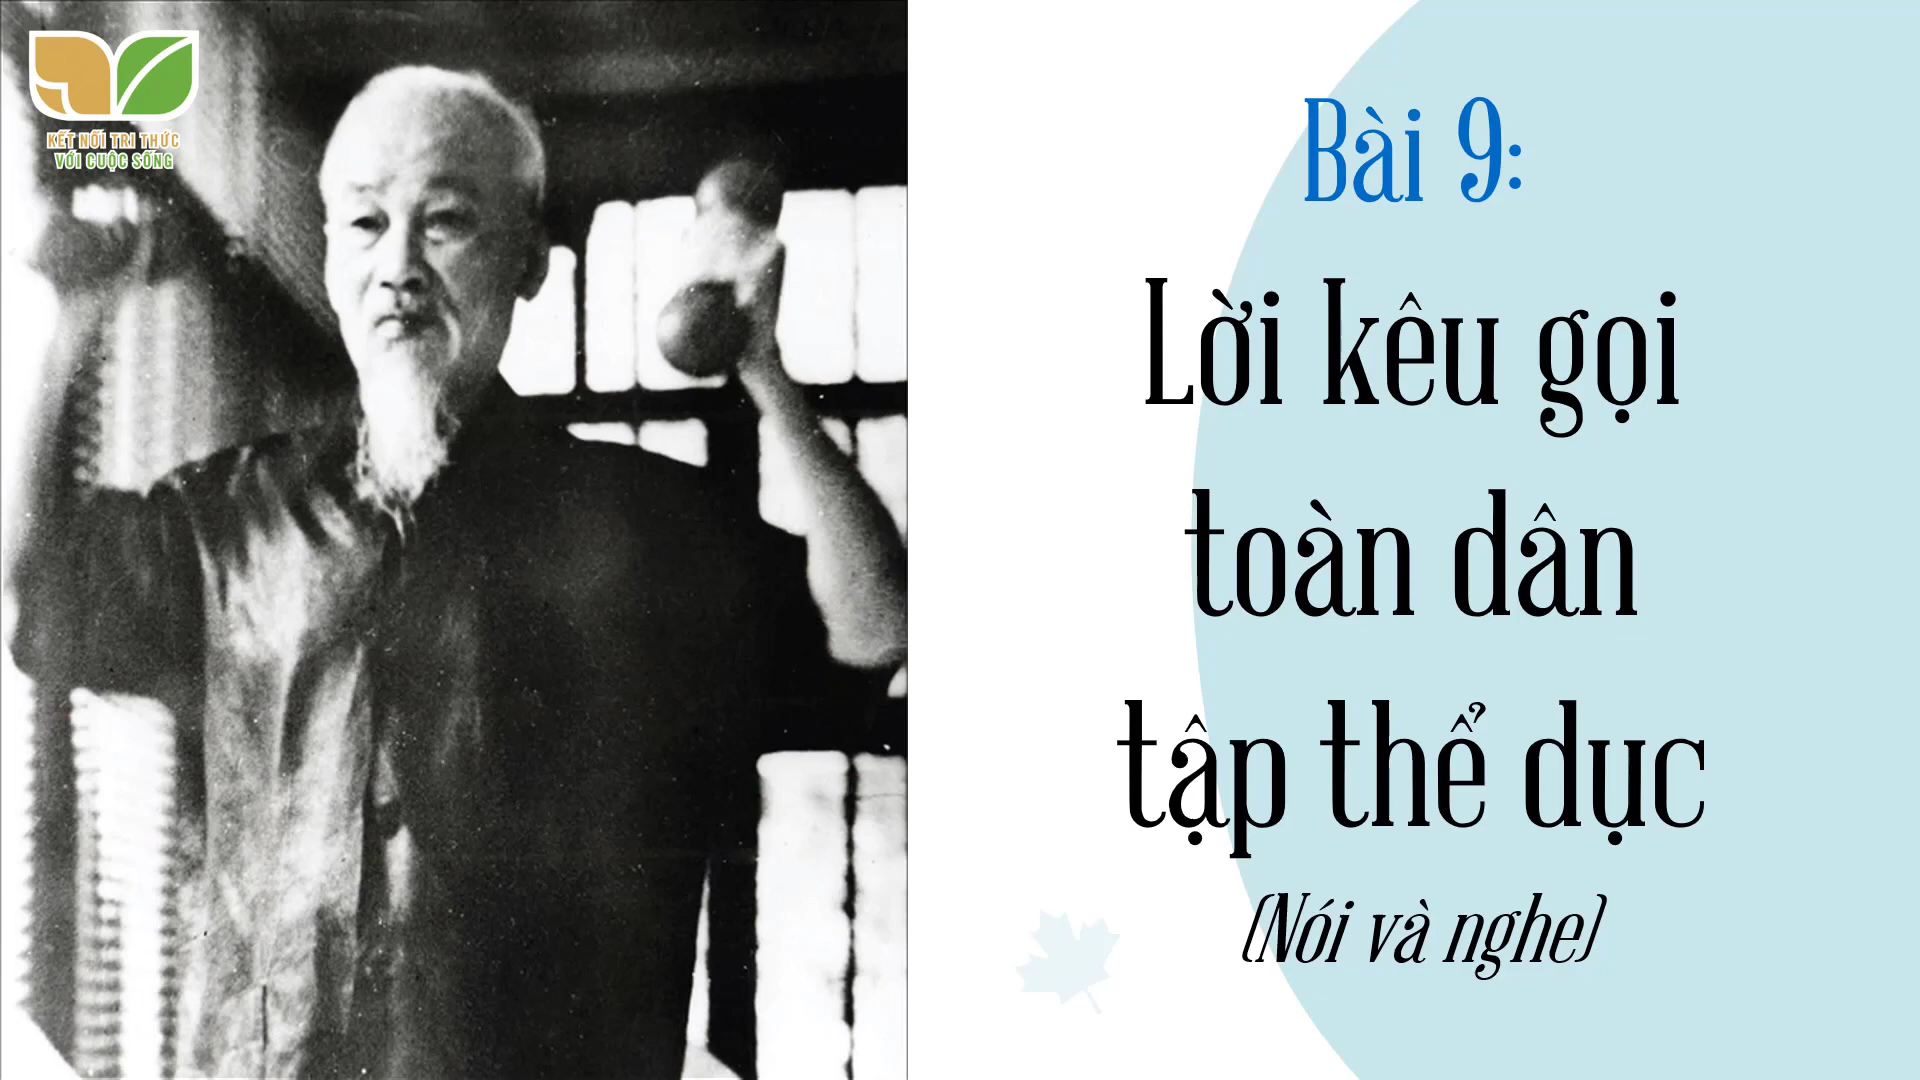 KẾT NỐI TRI THỨC
VỚI CUỘC SỐNG
Bài 9:
Lời kêu gọi
toàn dân
tập thể dục
(Nói và nghe)